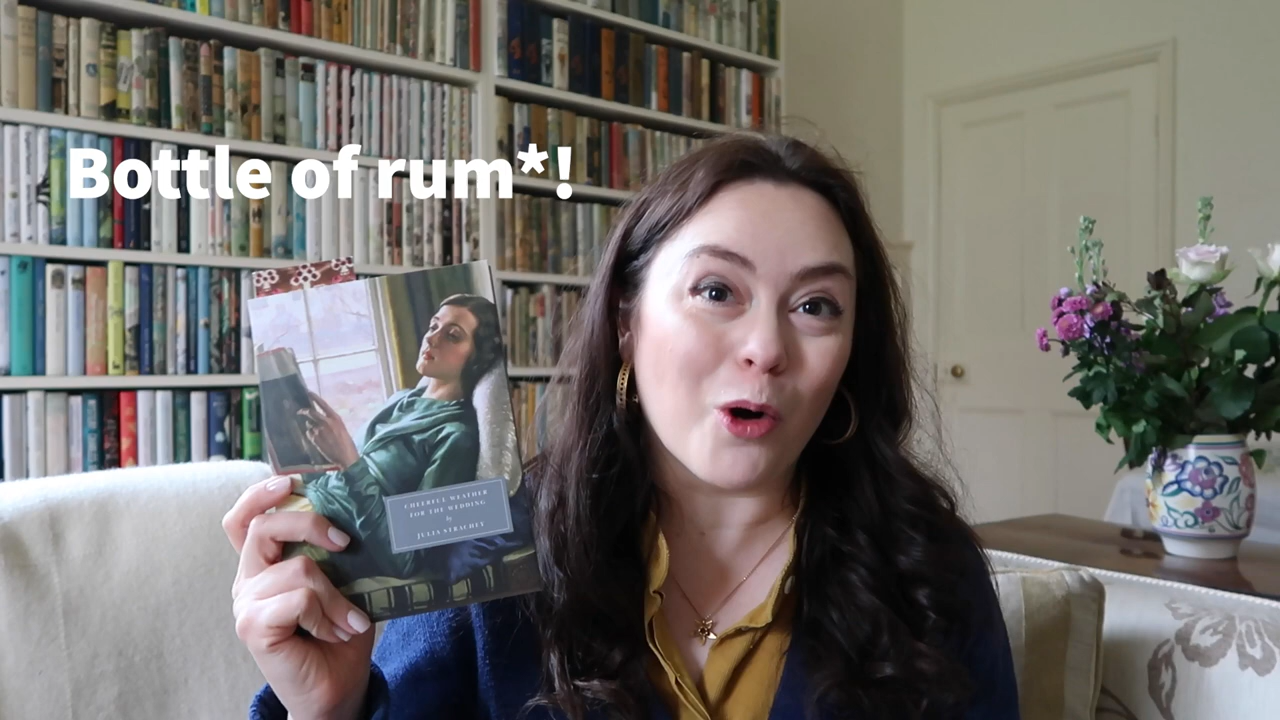 Bottle of rum*!
CHEERFUL WEATHER
FOR THE WEDDING
by
JULIA STRACHEY